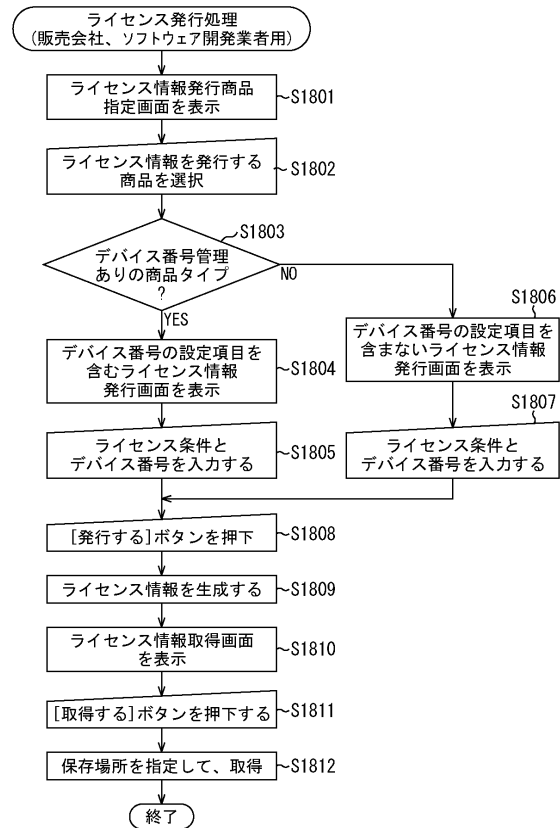 ライセンス発行処理
(販売会社、ソフトウェア開発業者用)
ライセンス情報発行商品
指定画面を表示
S1801
ライセンス情報を発行する
商品を選択
S1802
S1803
デバイス番号管理
ありの商品タイプ
?
NO
YES
S1806
デバイス番号の設定項目を
含まないライセンス情報
発行画面を表示
デバイス番号の設定項目を
含むライセンス情報
発行画面を表示
S1804
S1807
ライセンス条件と
デバイス番号を入力する
ライセンス条件と
デバイス番号を入力する
S1805
[発行する]ボタンを押下
S1808
ライセンス情報を生成する
S1809
ライセンス情報取得画面
を表示
S1810
[取得する]ボタンを押下する
S1811
保存場所を指定して、取得
S1812
終了